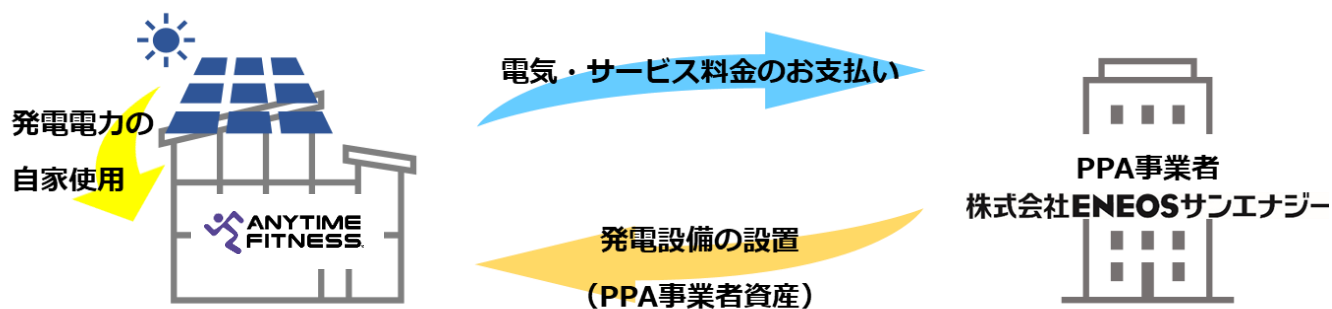 発電電力の
自家使用
ANYTIME
FITNESS.
電気・サービス料金のお支払い
発電設備の設置
（PPA事業者資産）
PPA事業者
株式会社ENEOSサンエナジー